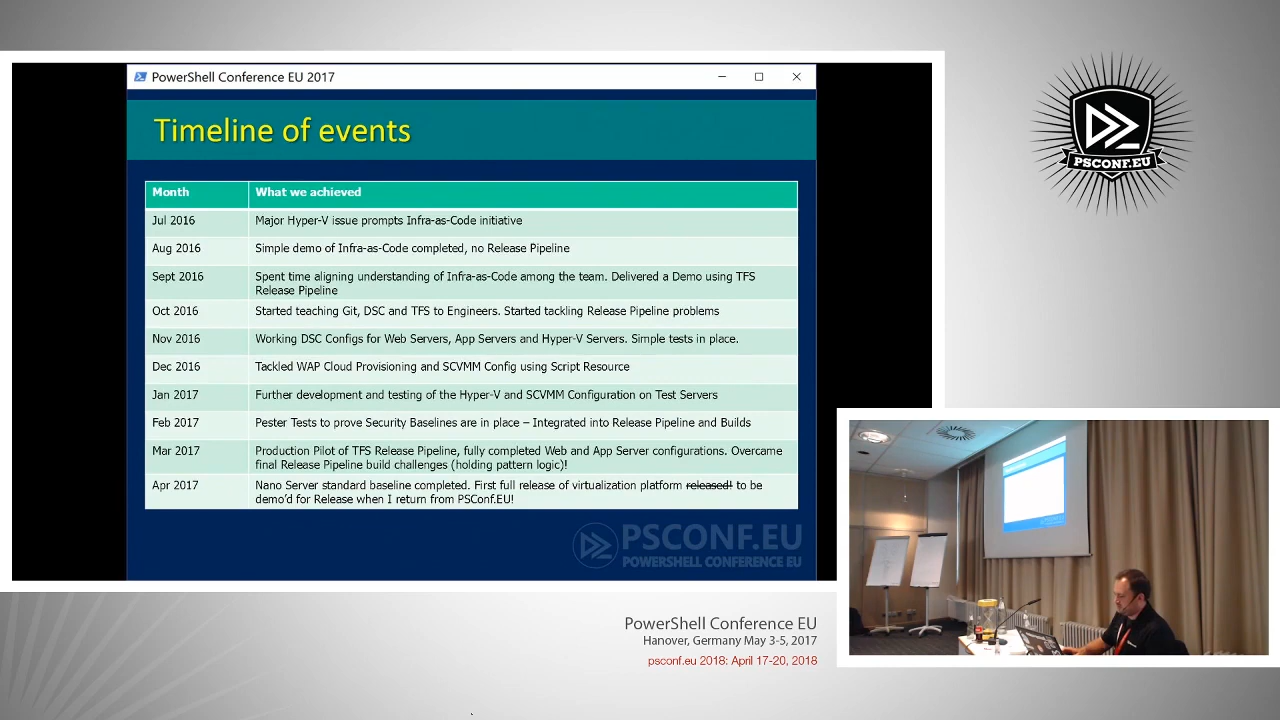 PowerShell Conference EU 2017
Timeline of events
Month What we achieved
Jul 2016 Major Hyper-V issue prompts Infra-as-Code initiative
Aug 2016 Simple demo of Infra-as-Code completed, no Release Pipeline
Sept 2016 Spent time aligning understanding of Infra-as-Code among the team. Delivered a Demo using TFS
Release Pipeline
Oct 2016 Started teaching Git, DSC and TFS to Engineers. Started tackling Release Pipeline problems
Nov 2016 Working DSC Configs for Web Servers, App Servers and Hyper-V Servers. Simple tests in place.
Dec 2016 Tackled WAP Cloud Provisioning and SCVMM Config using Script Resource
Jan 2017 Further development and testing of the Hyper-V and SCVMM Configuration on Test Servers
Feb 2017 Pester Tests to prove Security Baselines are in place – Integrated into Release Pipeline and Builds
Mar 2017 Production Pilot of TFS Release Pipeline, fully completed Web and App Server configurations. Overcame
final Release Pipeline build challenges (holding pattern logic)!
Apr 2017 Nano Server standard baseline completed. First full release of virtualization platform released! to be
demo'd for Release when I return from PSConf.EU!
PSCONF.EU
POWERSHELL CONFERENCE EU
PSCONF.EU
PowerShell Conference EU
Hanover, Germany May 3-5, 2017
psconf.eu 2018: April 17-20, 2018